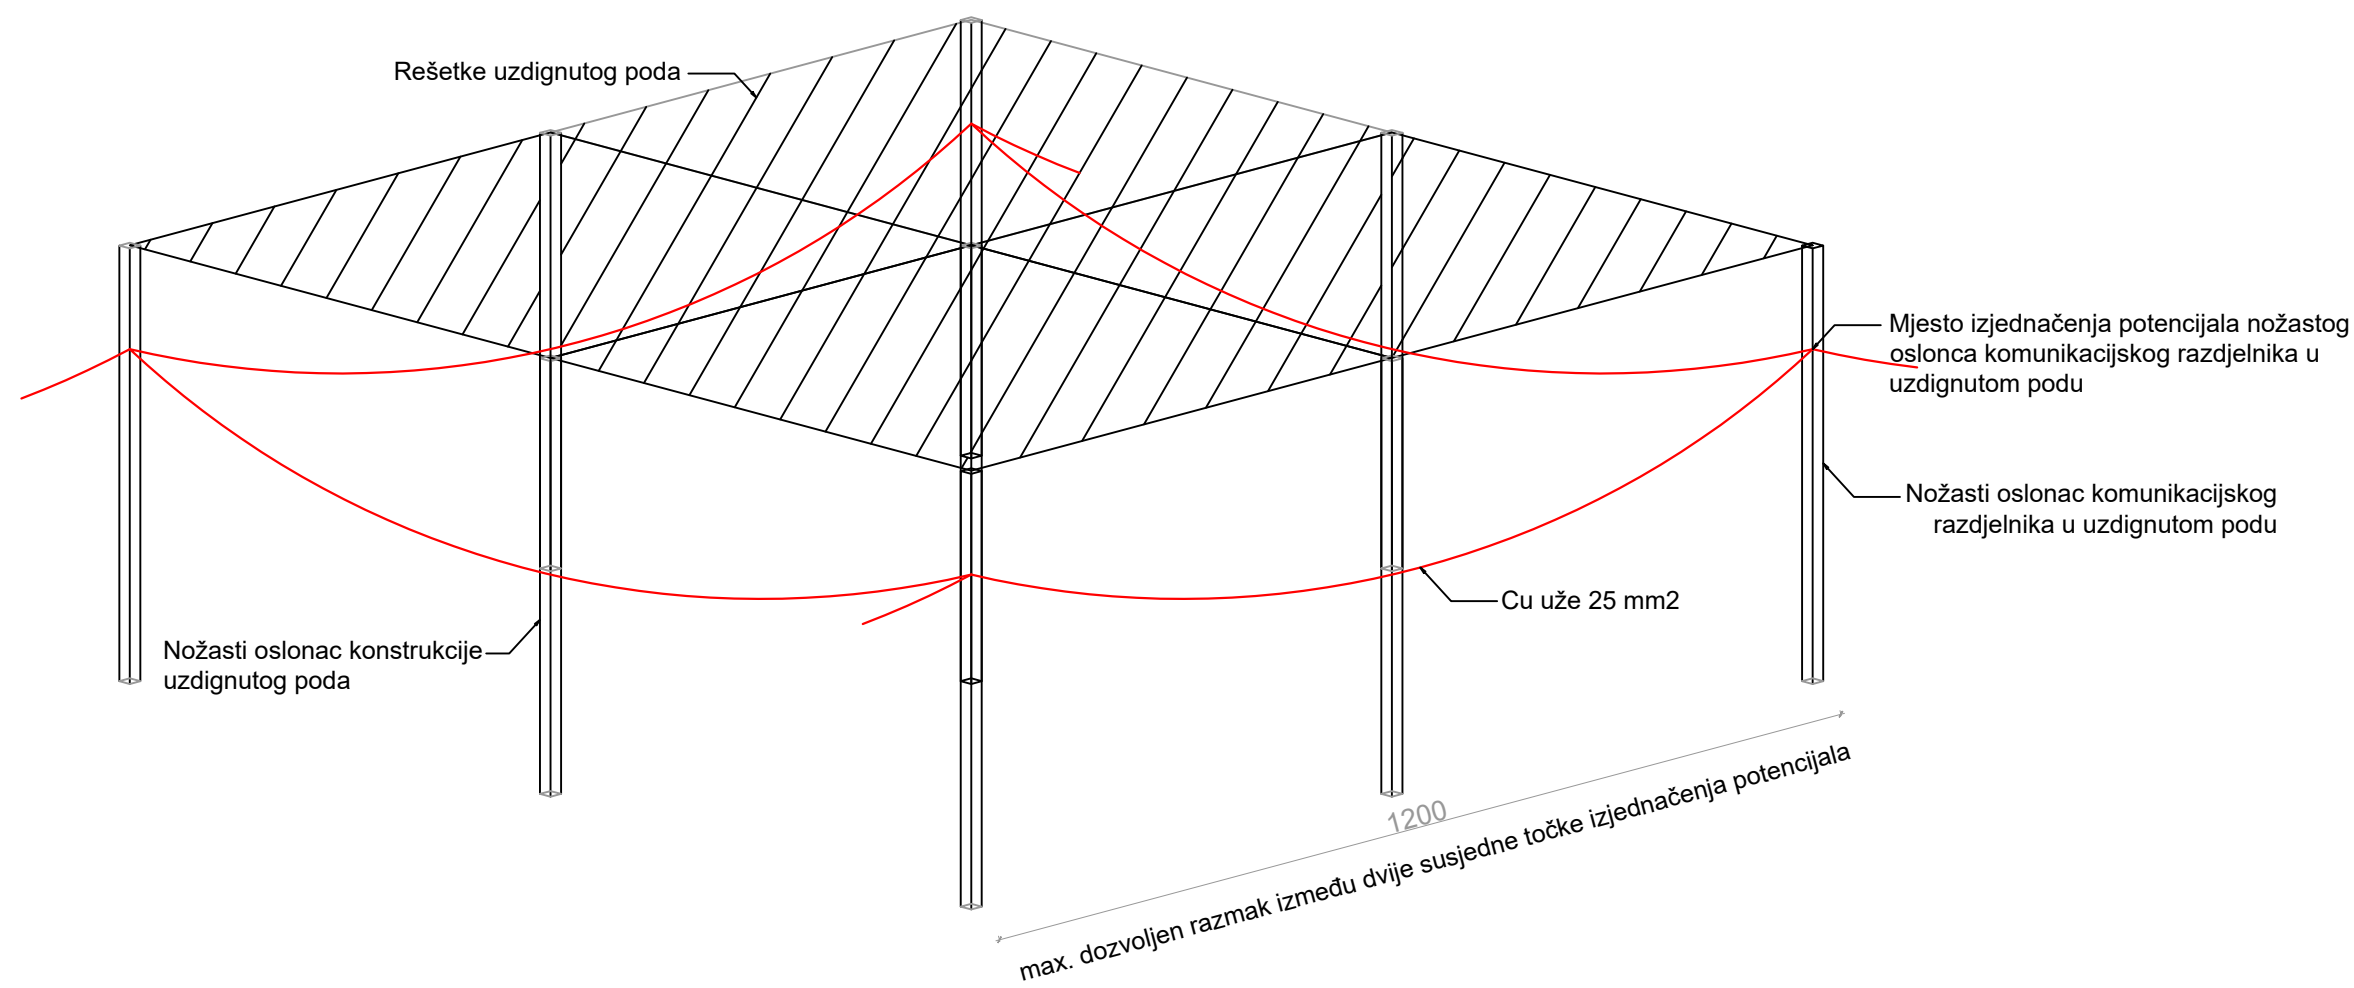 Rešetke uzdignutog poda
Mjesto izjednačenja potencijala nožastog
oslonca komunikacijskog razdjelnika u
uzdignutom podu
Nožasti oslonac komunikacijskog
razdjelnika u uzdignutom podu
Cu uže 25 mm2
Nožasti oslonac konstrukcije
uzdignutog poda
1200
max. dozvoljen razmak između dvije susjedne točke izjednačenja potencijala